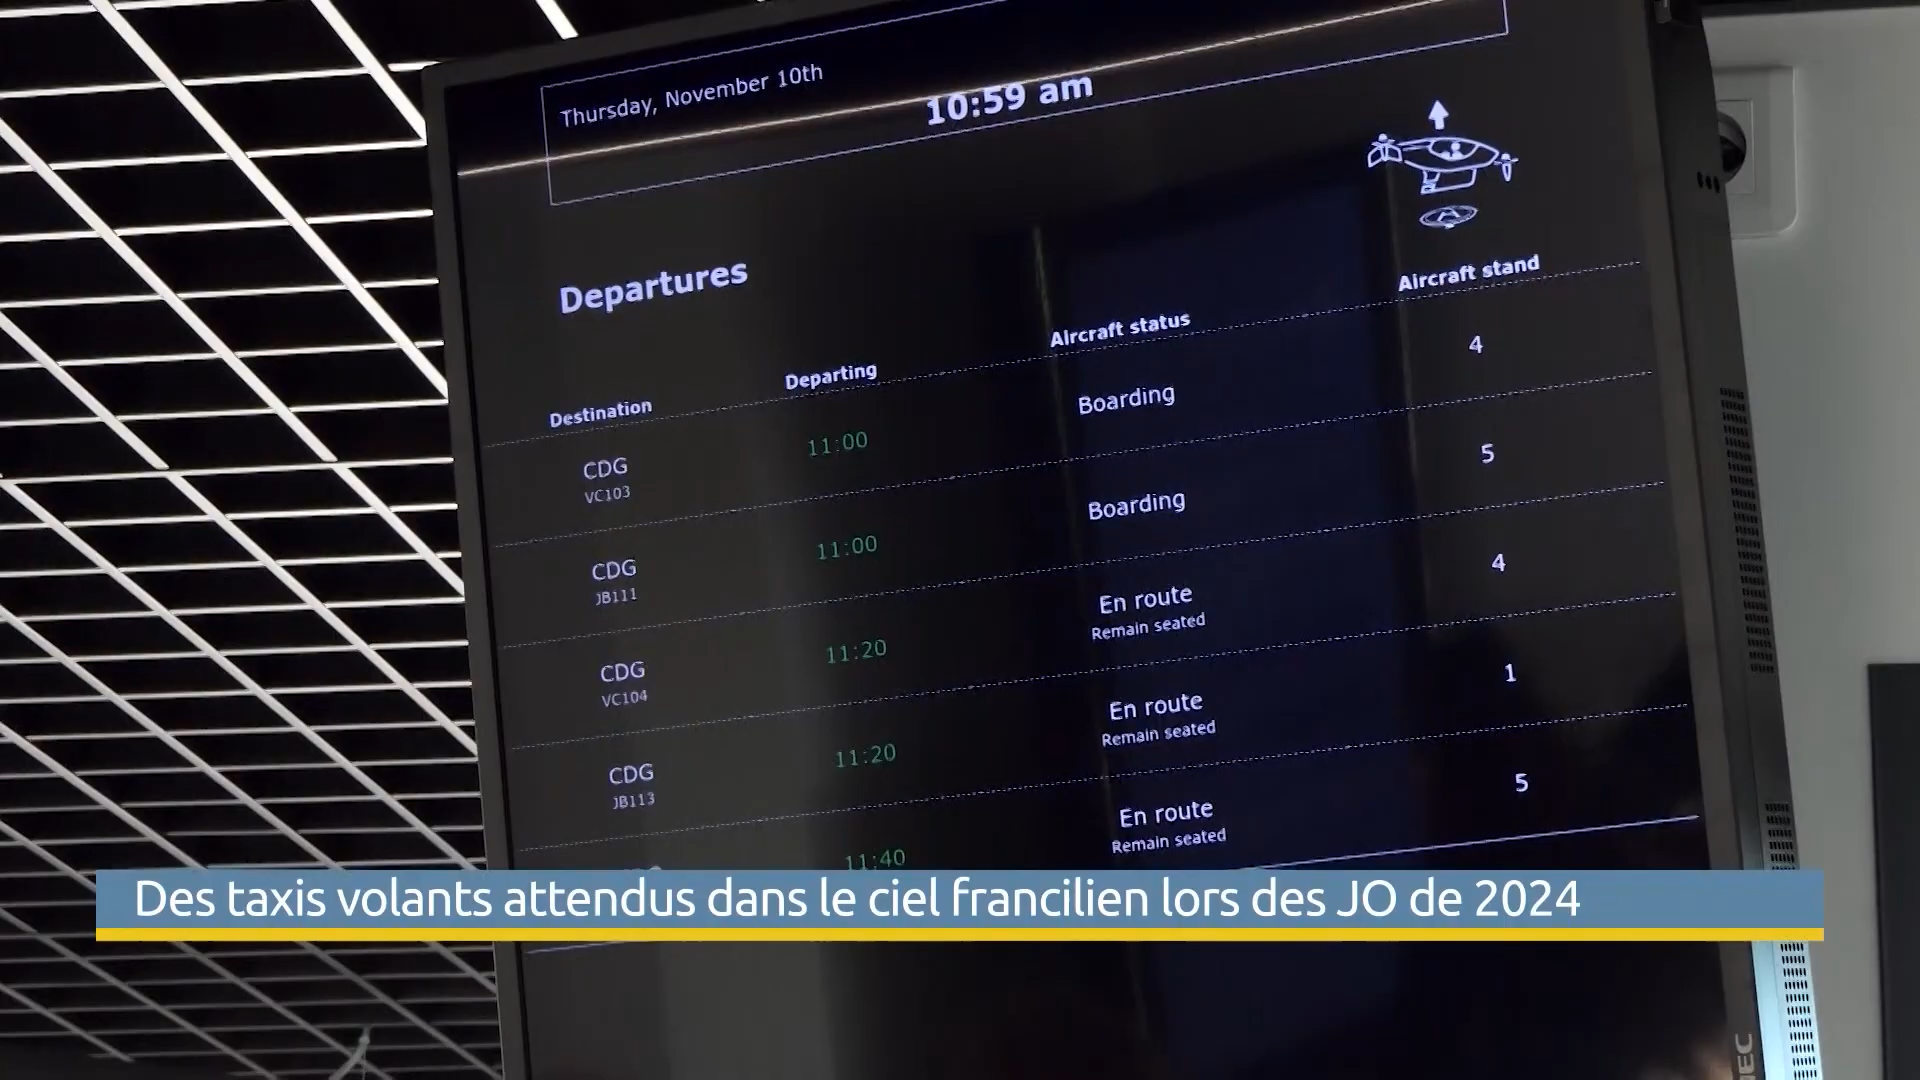 Thursday, November 10th
10:59 am
Departures
Destination Departing Aircraft status Aircraft stand
CDG 11:00 Boarding 4
VC103
CDG 11:00 Boarding 5
JB111
CDG 11:20 En route 4
VC104 Remain seated
CDG 11:20 En route 1
JB113 Remain seated
11:40 En route 5
Remain seated
Des taxis volants attendus dans le ciel francilien lors des JO de 2024